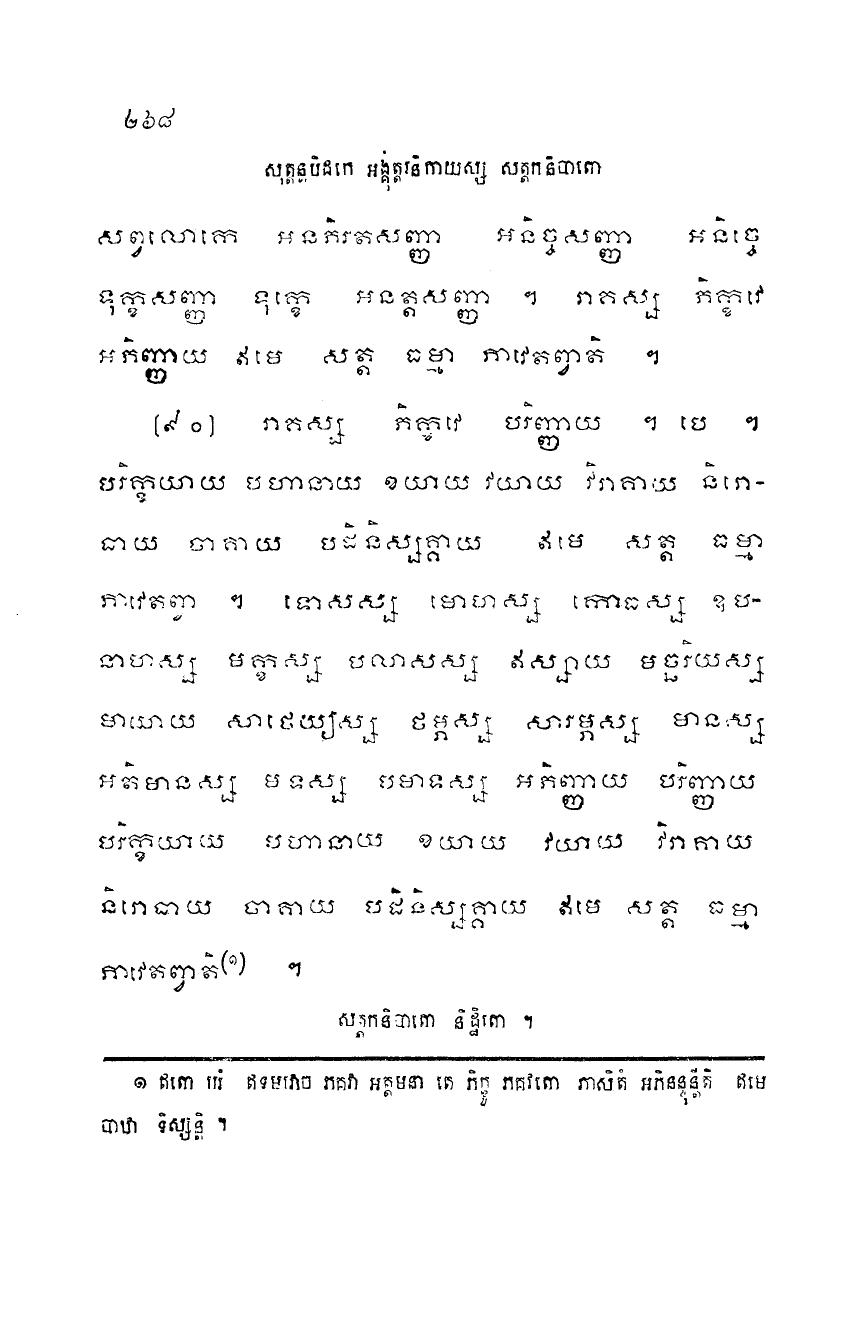 ២៦៨
សុត្តន្តបិដកេ អង្គុត្តរនិកាយស្ស សត្តកនិបាតោ
សព្វលោកេ អនភិរតសញ្ញា អនិច្ចសញ្ញា អនិច្ចេ
ទុក្ខសញ្ញា ទុក្ខេ អនត្តសញ្ញា ។ រាគស្ស ភិក្ខវេ
អភិញ្ញាយ ឥមេ សត្ត ធម្មា ភាវេតព្វាតិ ។
(៩០) រាគស្ស ភិក្ខវេ បរិញ្ញាយ ។ បេ ។
បរិក្ខយាយ បហានាយ ខយាយ វយាយ វិរាគាយ និរោ-
ធាយ ចាគាយ បដិនិស្សគ្គាយ ឥមេ សត្ត ធម្មា
ភាវេតព្វា ។ ទោសស្ស មោហស្ស កោធស្ស ឧប-
នាហស្ស មក្ខស្ស បលាសស្ស ឥស្សាយ មច្ឆរិយស្ស
មាយាយ សាថេយ្យស្ស ថម្ភស្ស សារម្ភស្ស មានស្ស
អតិមានស្ស មទស្ស បមាទស្ស អភិញ្ញាយ បរិញ្ញាយ
បរិក្ខយាយ បហានាយ ខយាយ វយាយ វិរាគាយ
និរោធាយ ចាគាយ បដិនិស្សគ្គាយ ឥមេ សត្ត ធម្មា
ភាវេតព្វាតិ(១) ។
សត្តកនិបាតោ និដ្ឋិតោ ។
១ ឥតោ បរំ ឥទមវោច ភគវា អត្តមនា តេ ភិក្ខូ ភគវតោ ភាសិតំ អភិនន្ទុន្តីតិ ឥមេ
បាឋា ទិស្សន្តិ ។